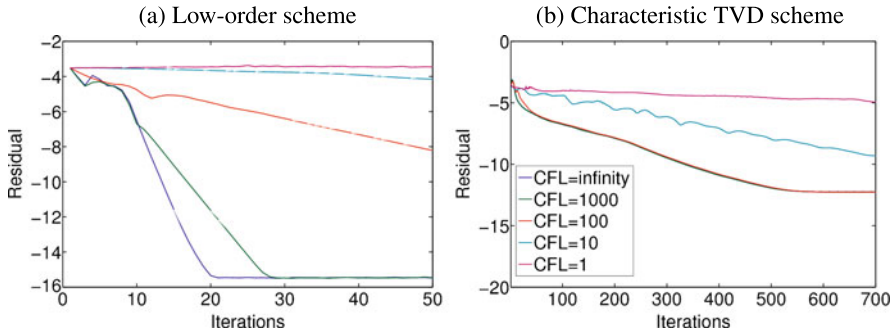 (a) Low-order scheme
(b) Characteristic TVD scheme
Residual
−2
−4
−6
−8
−10
−12
−14
−16
0
10
20
30
40
50
Iterations
Residual
0
−5
−10
−15
−20
CFL=infinity
CFL=1000
CFL=100
CFL=10
CFL=1
100
200
300
400
500
600
700
Iterations